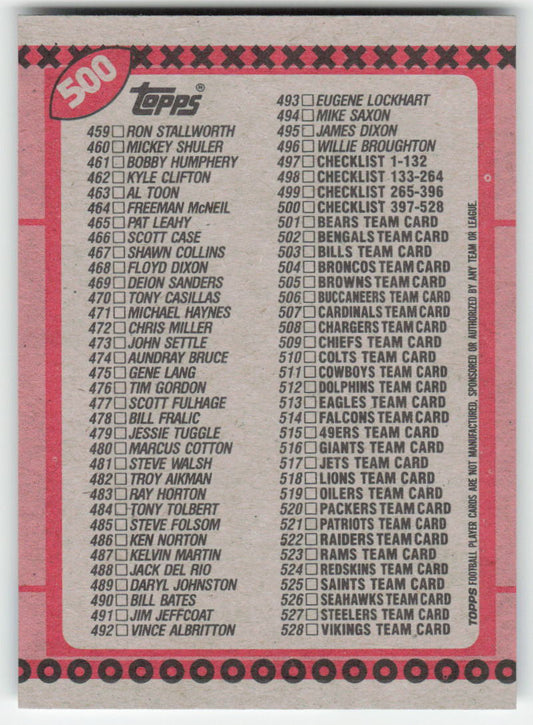 500
Topps®
459 RON STALLWORTH
460 MICKEY SHULER
461 BOBBY HUMPHERY
462 KYLE CLIFTON
463 AL TOON
464 FREEMAN McNEIL
465 PAT LEAHY
466 SCOTT CASE
467 SHAWN COLLINS
468 FLOYD DIXON
469 DEION SANDERS
470 TONY CASILLAS
471 MICHAEL HAYNES
472 CHRIS MILLER
473 JOHN SETTLE
474 AUNDRAY BRUCE
475 GENE LANG
476 TIM GORDON
477 SCOTT FULHAGE
478 BILL FRALIC
479 JESSIE TUGGLE
480 MARCUS COTTON
481 STEVE WALSH
482 TROY AIKMAN
483 RAY HORTON
484 TONY TOLBERT
485 STEVE FOLSOM
486 KEN NORTON
487 KELVIN MARTIN
488 JACK DEL RIO
489 DARYL JOHNSTON
490 BILL BATES
491 JIM JEFFCOAT
492 VINCE ALBRITTON
493 EUGENE LOCKHART
494 MIKE SAXON
495 JAMES DIXON
496 WILLIE BROUGHTON
497 CHECKLIST 1-132
498 CHECKLIST 133-264
499 CHECKLIST 265-396
500 CHECKLIST 397-528
501 BEARS TEAM CARD
502 BENGALS TEAM CARD
503 BILLS TEAM CARD
504 BRONCOS TEAM CARD
505 BROWNS TEAM CARD
506 BUCCANEERS TEAM CARD
507 CARDINALS TEAM CARD
508 CHARGERS TEAM CARD
509 CHIEFS TEAM CARD
510 COLTS TEAM CARD
511 COWBOYS TEAM CARD
512 DOLPHINS TEAM CARD
513 EAGLES TEAM CARD
514 FALCONS TEAM CARD
515 49ERS TEAM CARD
516 GIANTS TEAM CARD
517 JETS TEAM CARD
518 LIONS TEAM CARD
519 OILERS TEAM CARD
520 PACKERS TEAM CARD
521 PATRIOTS TEAM CARD
522 RAIDERS TEAM CARD
523 RAMS TEAM CARD
524 REDSKINS TEAM CARD
525 SAINTS TEAM CARD
526 SEAHAWKS TEAM CARD
527 STEELERS TEAM CARD
528 VIKINGS TEAM CARD
TOPPS FOOTBALL PLAYER CARDS ARE NOT MANUFACTURED, SPONSORED OR AUTHORIZED BY ANY TEAM OR LEAGUE.